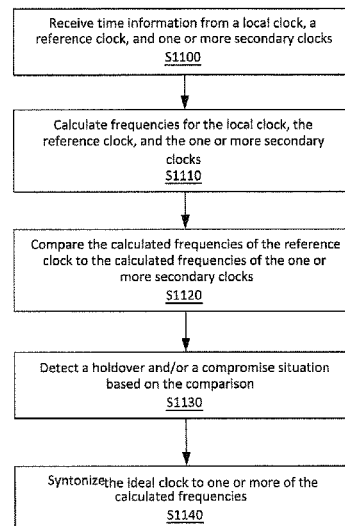 Receive time information from a local clock, a
reference clock, and one or more secondary clocks
S1100
Calculate frequencies for the local clock, the
reference clock, and the one or more secondary
clocks
S1110
Compare the calculated frequencies of the reference
clock to the calculated frequencies of the one or
more secondary clocks
S1120
Detect a holdover and/or a compromise situation
based on the comparison
S1130
Syntonize the ideal clock to one or more of the
calculated frequencies
S1140